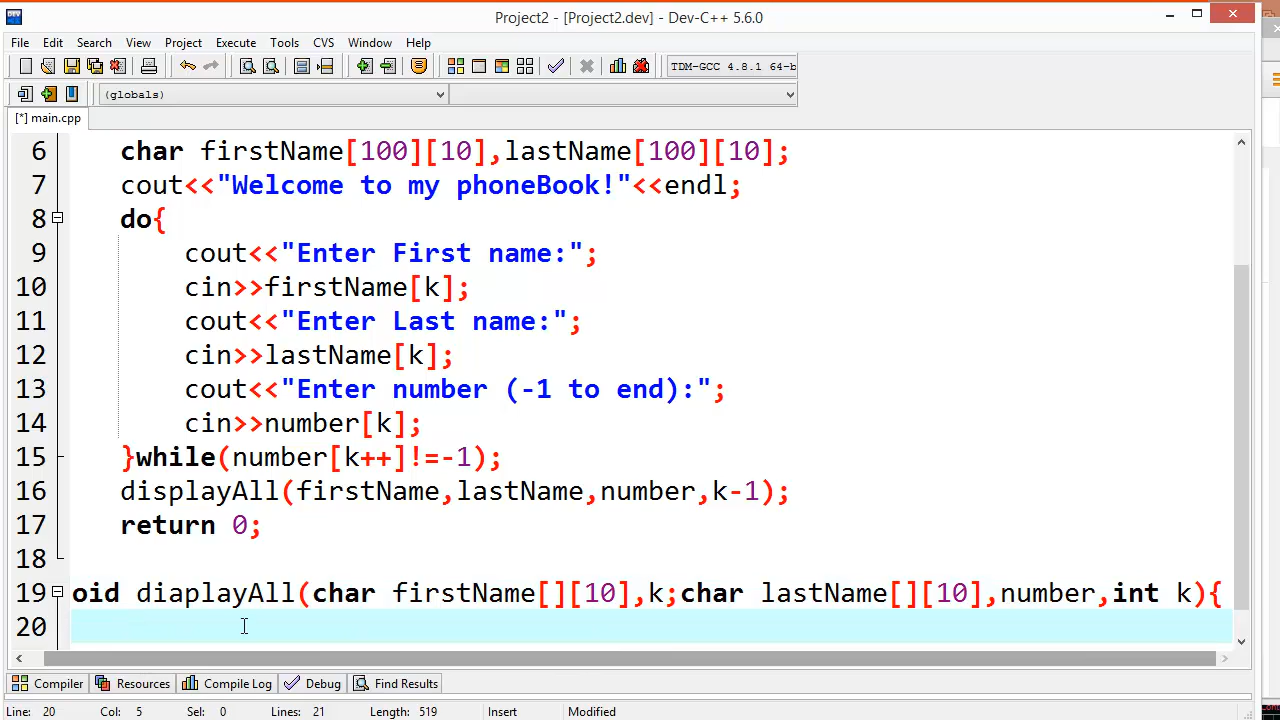 Project2 - [Project2.dev] - Dev-C++ 5.6.0
File Edit Search View Project Execute Tools CVS Window Help
TDM-GCC 4.8.1 64-b
(globals)
[*] main.cpp
6 char firstName[100][10],lastName[100][10];
7 cout<<"Welcome to my phoneBook!"<<endl;
8 do{
9 cout<<"Enter First name:";
10 cin>>firstName[k];
11 cout<<"Enter Last name:";
12 cin>>lastName[k];
13 cout<<"Enter number (-1 to end):";
14 cin>>number[k];
15 }while(number[k++]!=-1);
16 displayAll(firstName,lastName,number,k-1);
17 return 0;
18
19 oid diaplayAll(char firstName[][10],k;char lastName[][10],number,int k){
20
Compiler Resources Compile Log Debug Find Results
Line: 20 Col: 5 Sel: 0 Lines: 21 Length: 519 Insert Modified